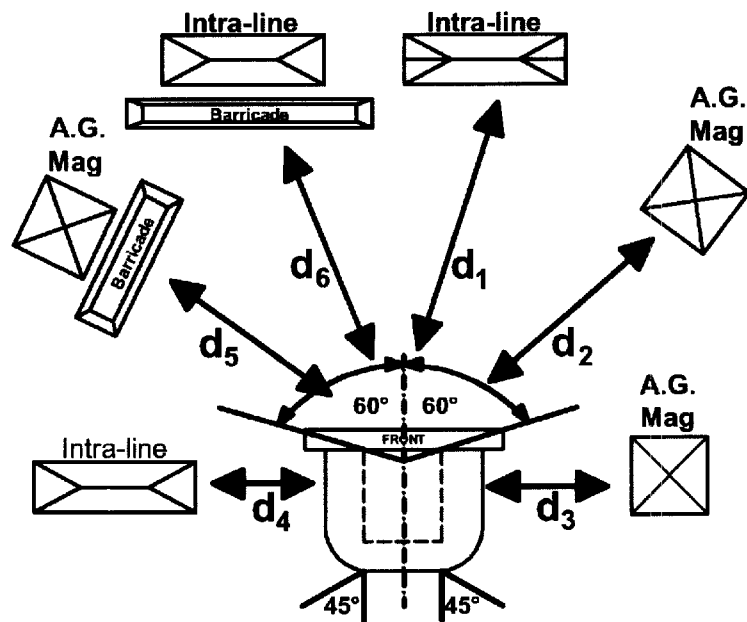 Intra-line
Intra-line
Barricade
A.G.
Mag
A.G.
Mag
Barricade
d6
d1
d5
d2
60°
60°
A.G.
Mag
Intra-line
FRONT
d4
d3
45°
45°